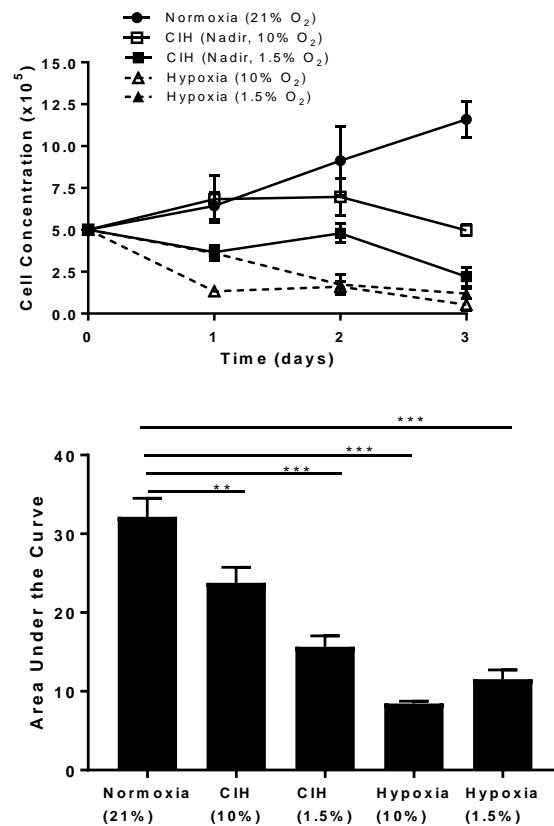 Normoxia (21% O₂)
CIH (Nadir, 10% O₂)
CIH (Nadir, 1.5% O₂)
Hypoxia (10% O₂)
Hypoxia (1.5% O₂)
Cell Concentration (x10⁵)
15.0
12.5
10.0
7.5
5.0
2.5
0.0
0 1 2 3
Time (days)
Area Under the Curve
40
30
20
10
0
***
***
***
**
Normoxia CIH CIH Hypoxia Hypoxia
(21%) (10%) (1.5%) (10%) (1.5%)